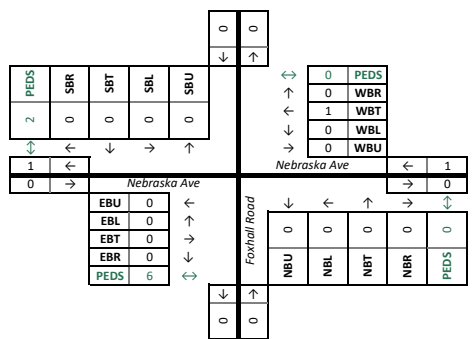 0 0
↓ ↑
PEDS SBR SBT SBL SBU
2 0 0 0 0
↕ ← ↓ → ↑
↔ 0 PEDS
↑ 0 WBR
← 1 WBT
↓ 0 WBL
→ 0 WBU
1 ←
Nebraska Ave
← 1
0 →
Nebraska Ave
→ 0
EBU 0 ←
EBL 0 ↑
EBT 0 →
EBR 0 ↓
PEDS 6 ↔
Foxhall Road
↓ ← ↑ → ↕
0 0 0 0 0
NBU NBL NBT NBR PEDS
↓ ↑
0 0